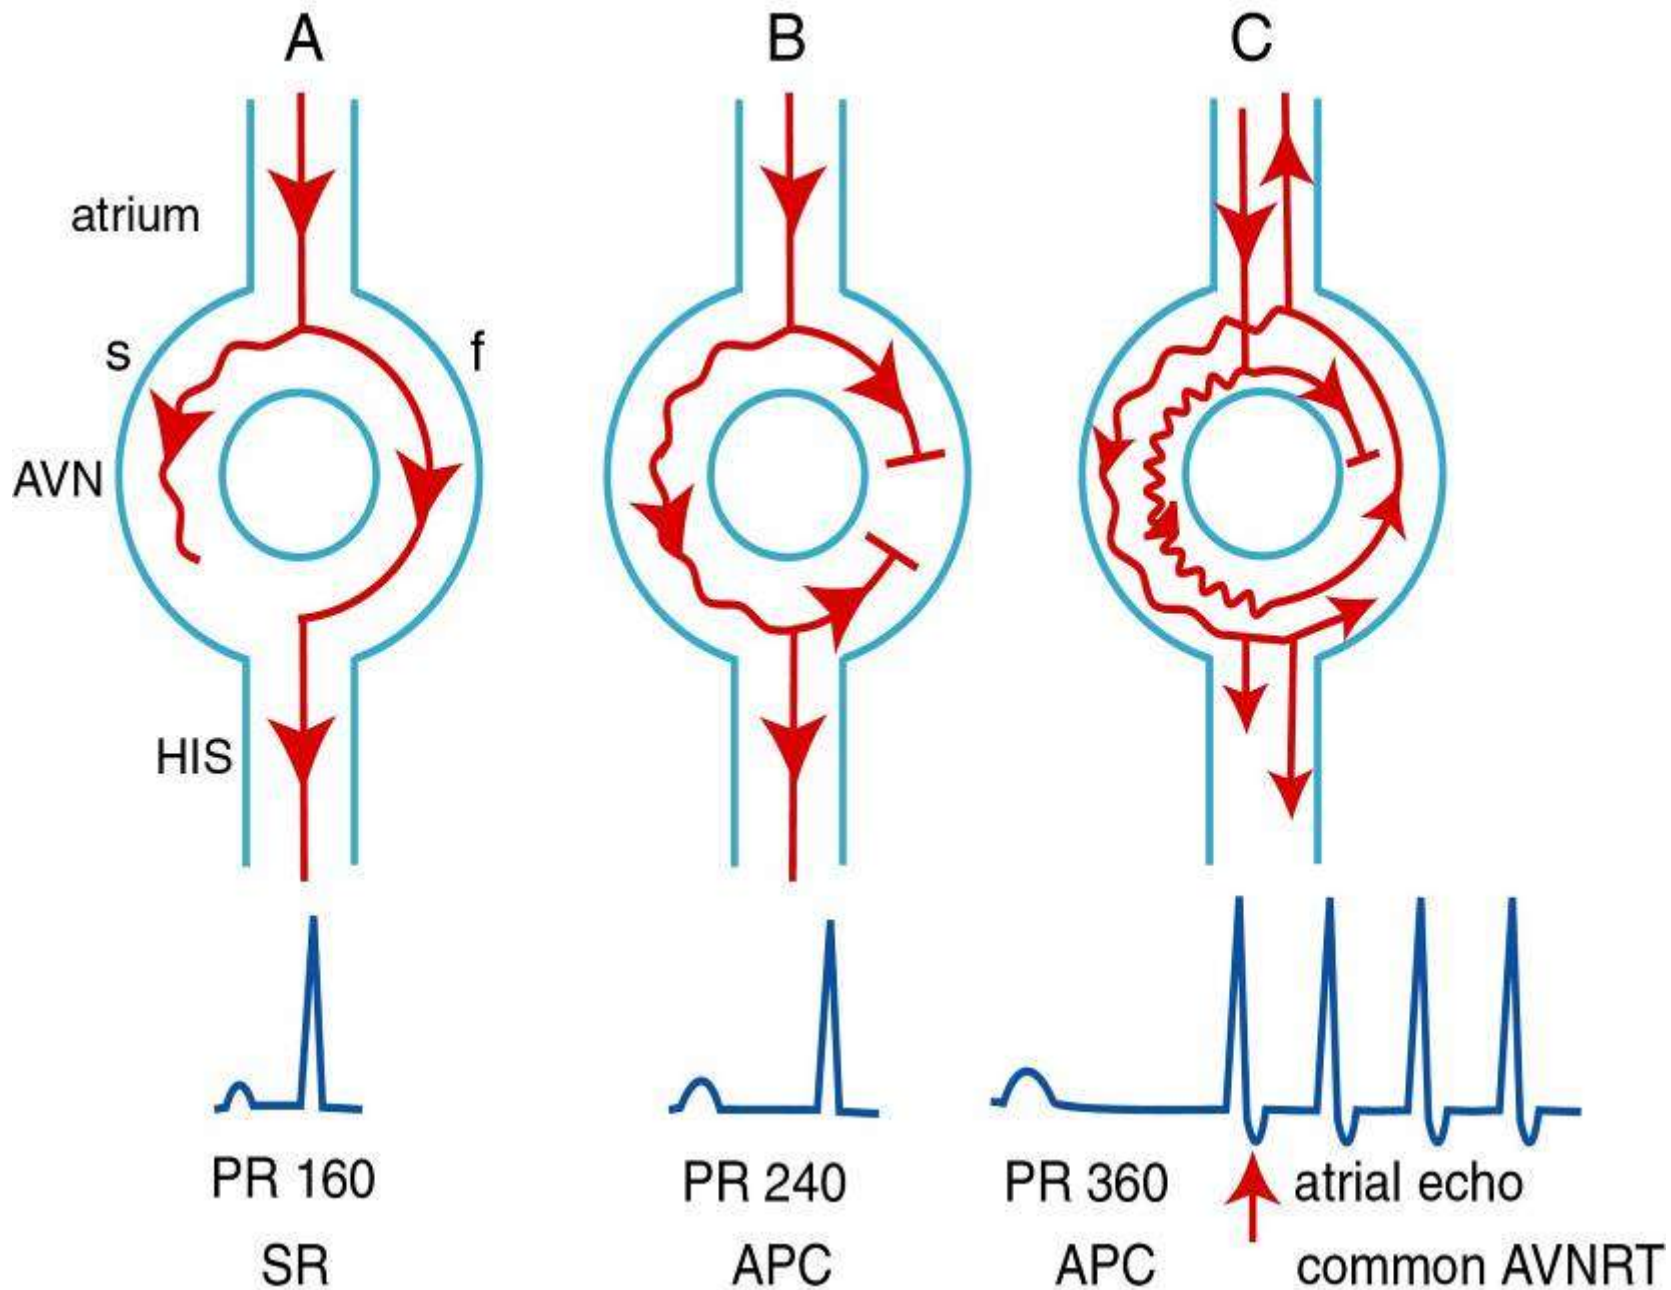 A
B
C
atrium
s
f
AVN
HIS
PR 160
PR 240
PR 360
atrial echo
SR
APC
APC
common AVNRT